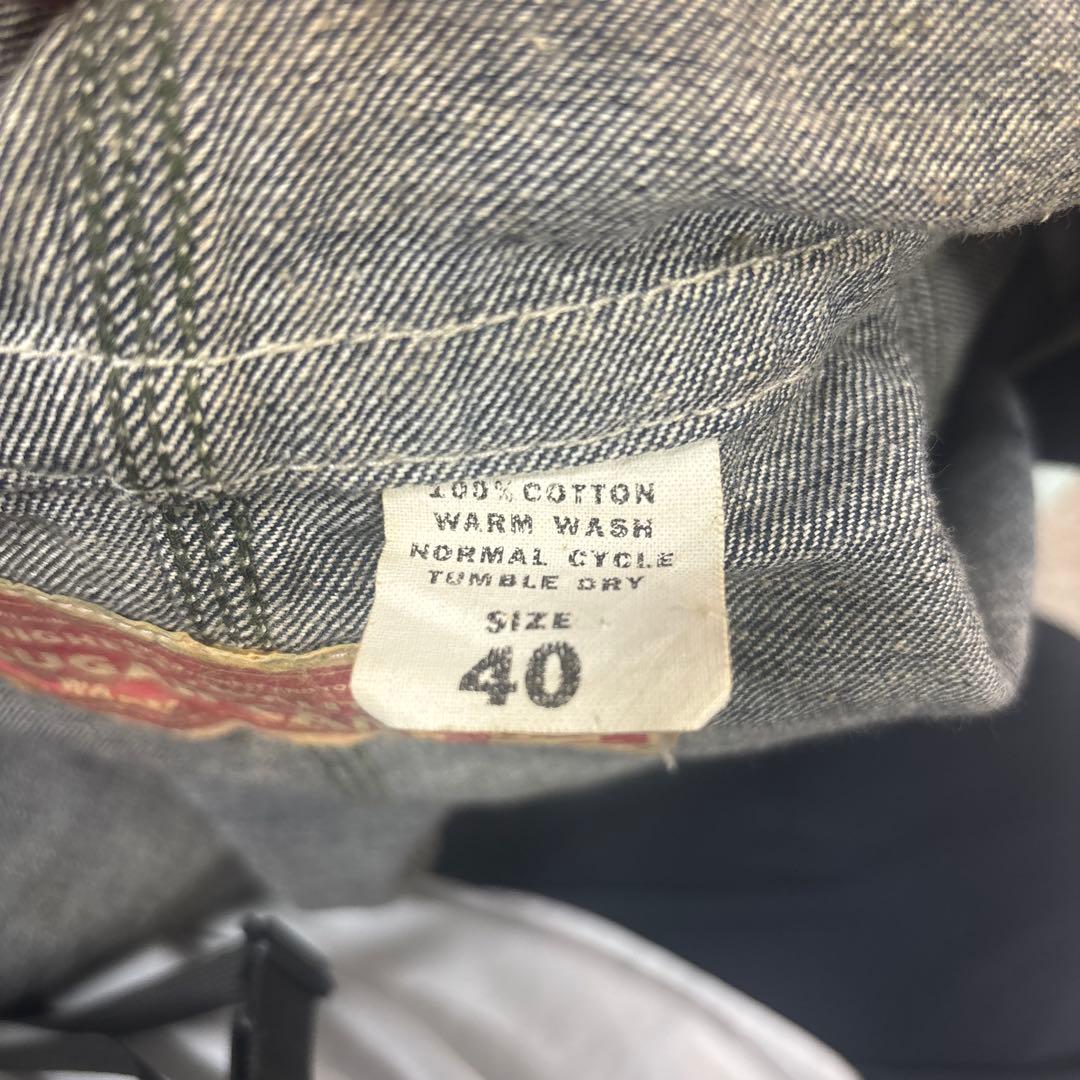 100% COTTON
WARM WASH
NORMAL CYCLE
TUMBLE DRY
SIZE
40